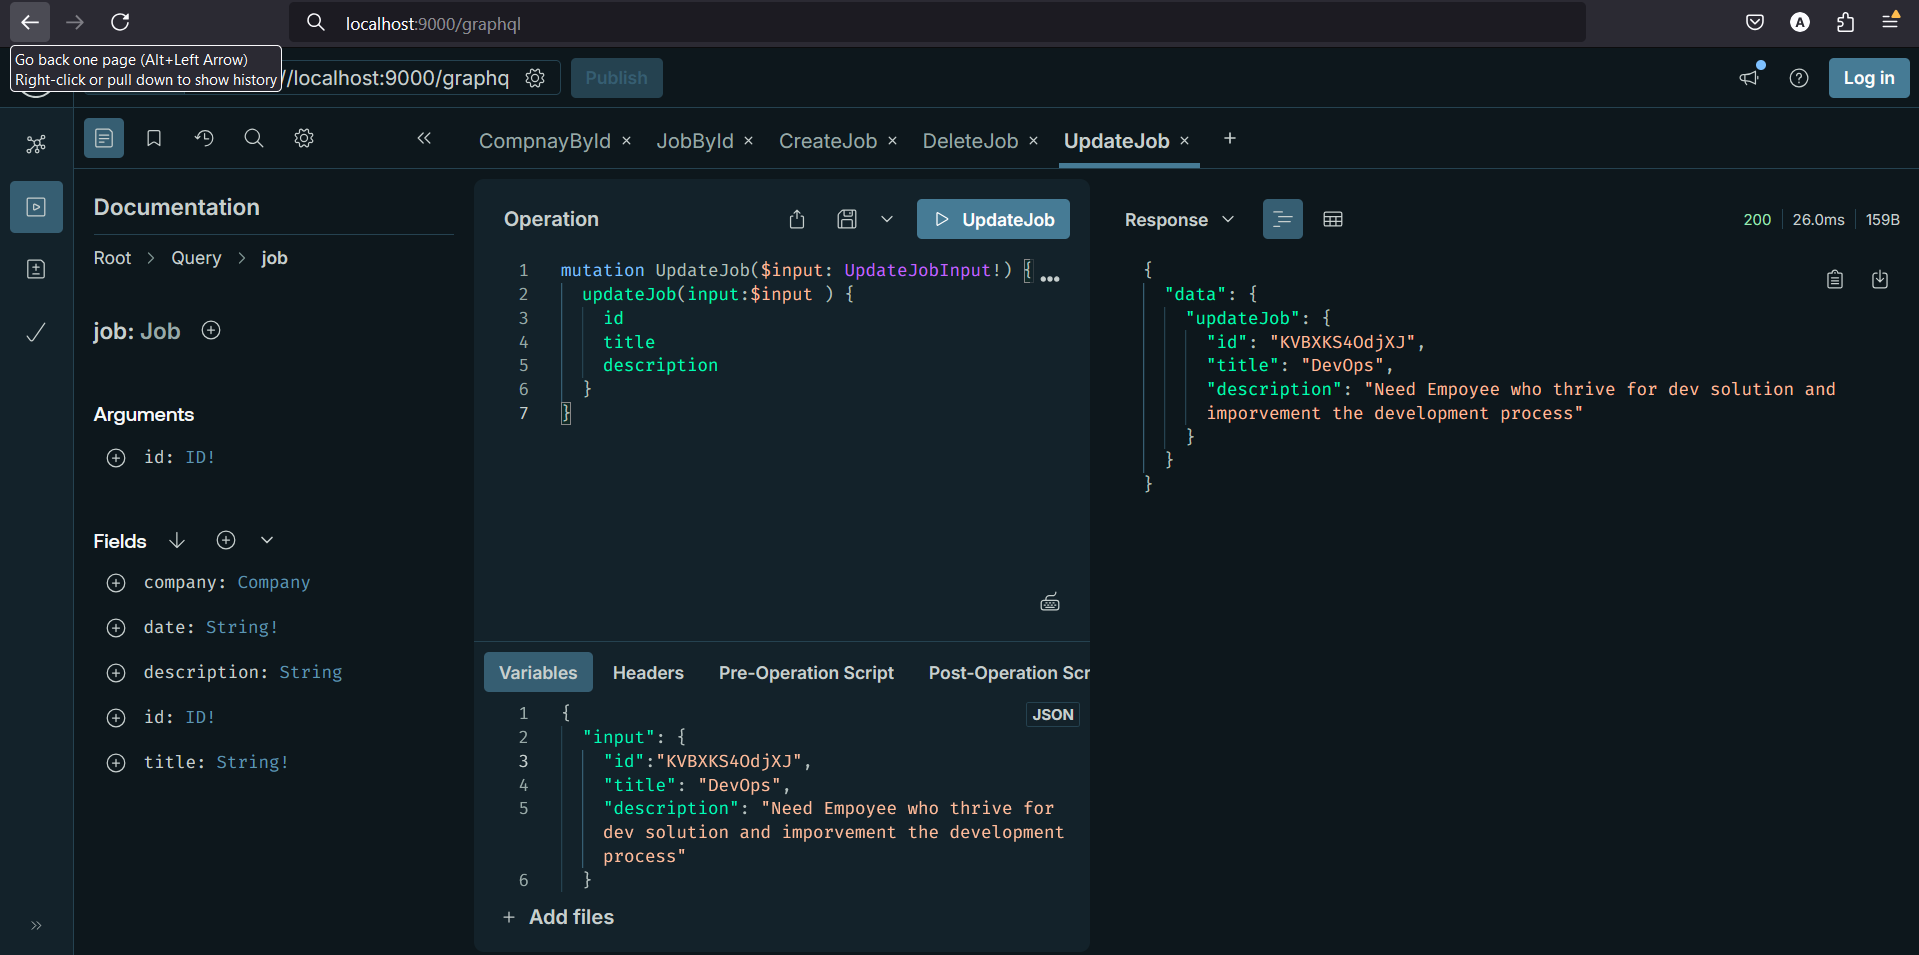 localhost:9000/graphql
Go back one page (Alt+Left Arrow)
Right-click or pull down to show history
//localhost:9000/graphq
Publish
Log in
CompnayById × JobById × CreateJob × DeleteJob × UpdateJob × +
Documentation
Root > Query > job
job: Job
Arguments
id: ID!
Fields
company: Company
date: String!
description: String
id: ID!
title: String!
Operation
UpdateJob
1 mutation UpdateJob($input: UpdateJobInput!) {
2 updateJob(input:$input ) {
3 id
4 title
5 description
6 }
7 }
Variables Headers Pre-Operation Script Post-Operation Scr
JSON
1 {
2 "input": {
3 "id":"KVBXKS4OdjXJ",
4 "title": "DevOps",
5 "description": "Need Empoyee who thrive for
dev solution and imporvement the development
process"
6 }
+ Add files
Response
200 26.0ms 159B
{
"data": {
"updateJob": {
"id": "KVBXKS4OdjXJ",
"title": "DevOps",
"description": "Need Empoyee who thrive for dev solution and
imporvement the development process"
}
}
}